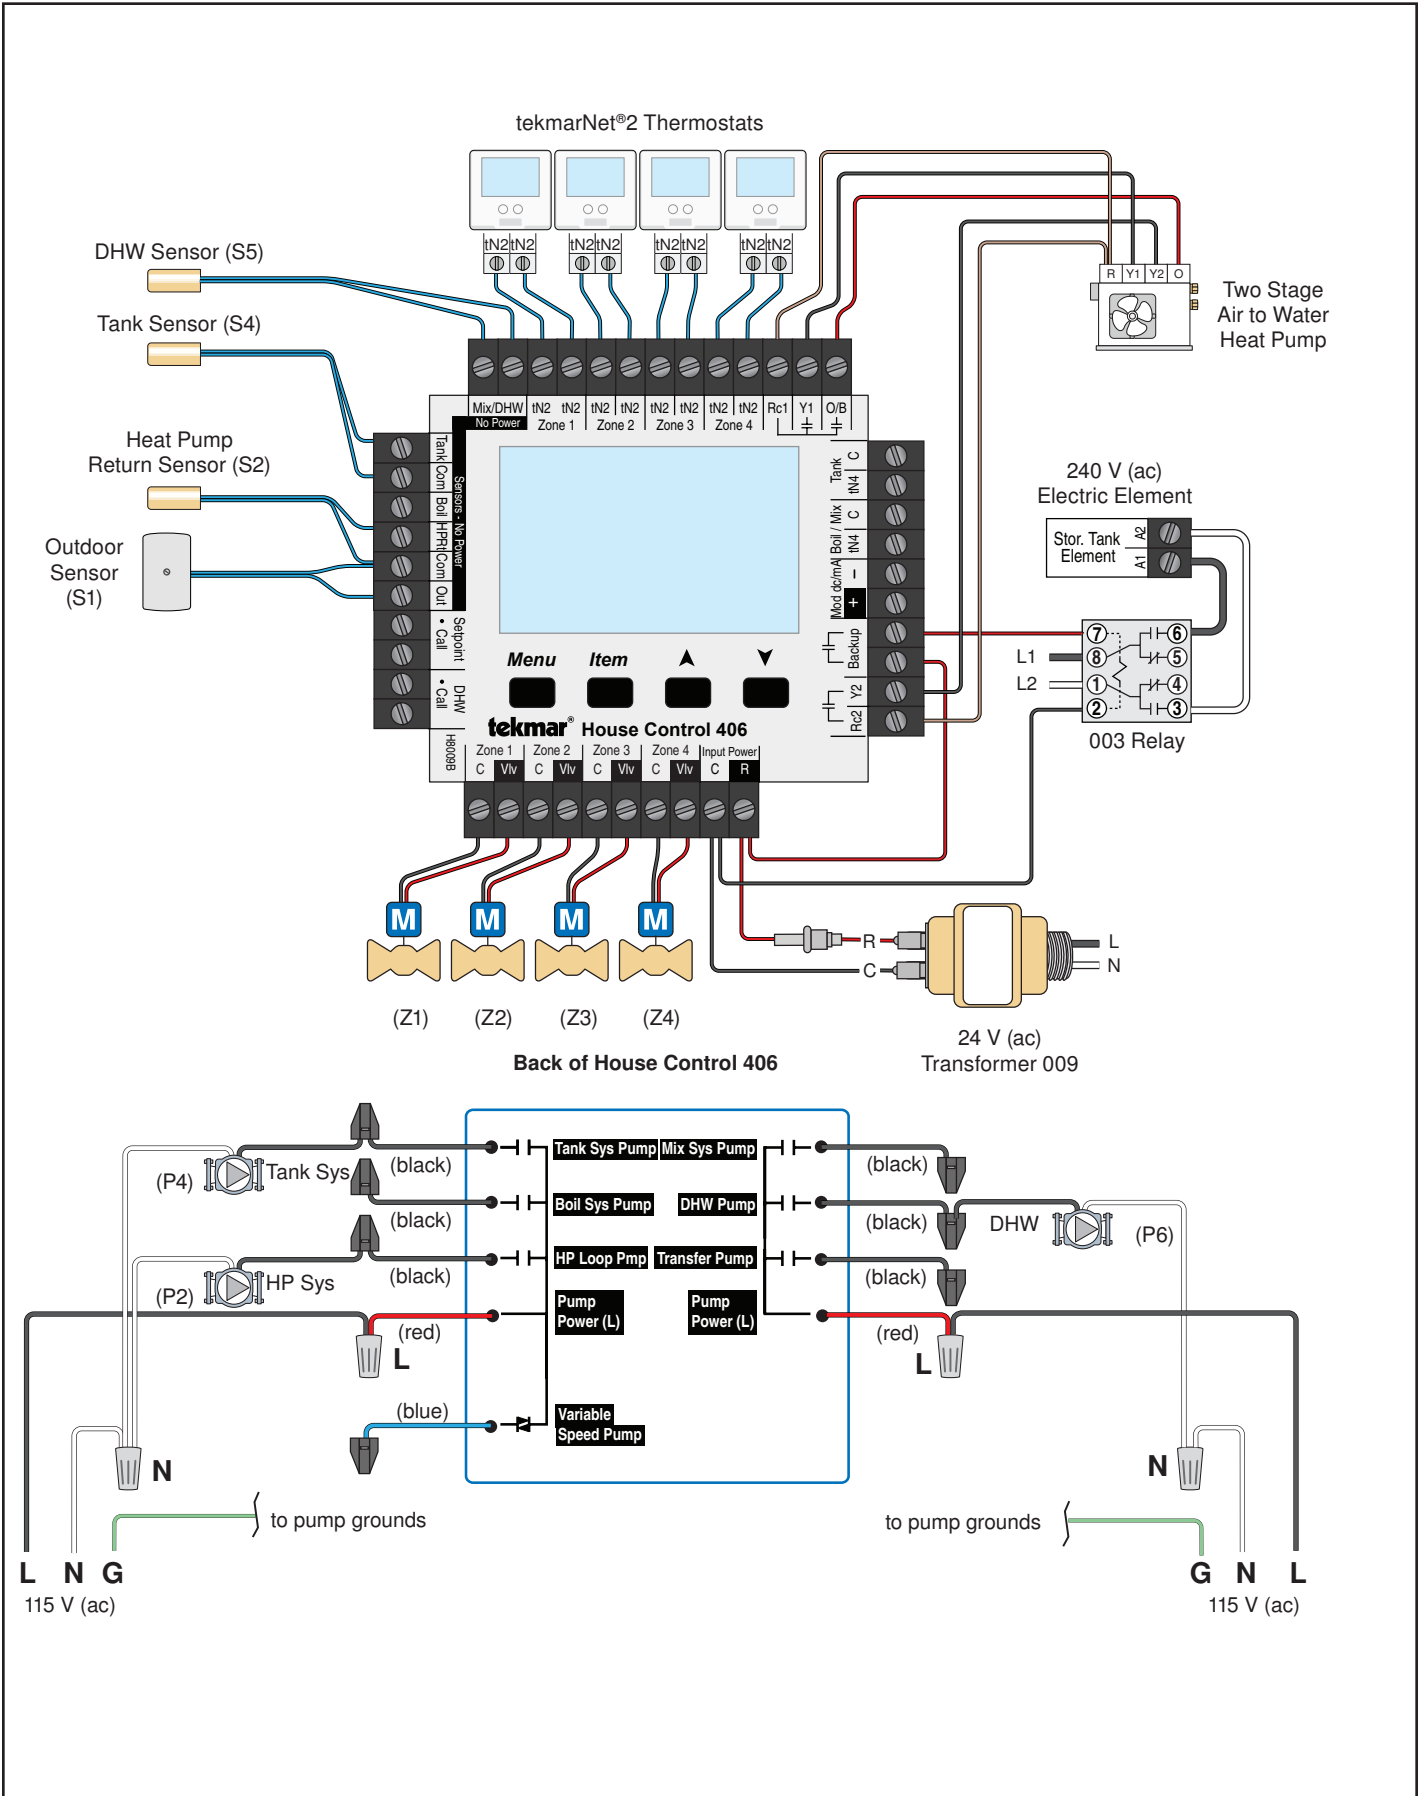 tekmarNet®2 Thermostats
tN2 tN2 tN2 tN2 tN2 tN2 tN2 tN2
DHW Sensor (S5)
Tank Sensor (S4)
Heat Pump
Return Sensor (S2)
Outdoor
Sensor
(S1)
R Y1 Y2 O
Two Stage
Air to Water
Heat Pump
Mix/DHW tN2 tN2 tN2 tN2 tN2 tN2 tN2 tN2 Rc1 Y1 O/B
No Power Zone 1 Zone 2 Zone 3 Zone 4
Tank Com Boil HPRt Com Out
Sensors - No Power
Setpoint
• Call
DHW
• Call
H8009B
C
tN4
Tank
C
tN4
Boil / Mix
– +
Mod dc/mA
Backup
Y2
Rc2
Menu Item
tekmar® House Control 406
Zone 1 Zone 2 Zone 3 Zone 4 Input Power
C Vlv C Vlv C Vlv C Vlv C R
240 V (ac)
Electric Element
Stor. Tank
Element
A2
A1
L1
L2
7 6
8 5
1 4
2 3
003 Relay
M M M M
(Z1) (Z2) (Z3) (Z4)
R
C
L
N
24 V (ac)
Transformer 009
Back of House Control 406
(P4) Tank Sys (black) Tank Sys Pump Mix Sys Pump (black)
(black) Boil Sys Pump DHW Pump (black) DHW (P6)
(P2) HP Sys (black) HP Loop Pmp Transfer Pump (black)
(red) Pump
Power (L)
Pump
Power (L) (red)
L L
(blue) Variable
Speed Pump
N N
to pump grounds to pump grounds
L N G G N L
115 V (ac) 115 V (ac)